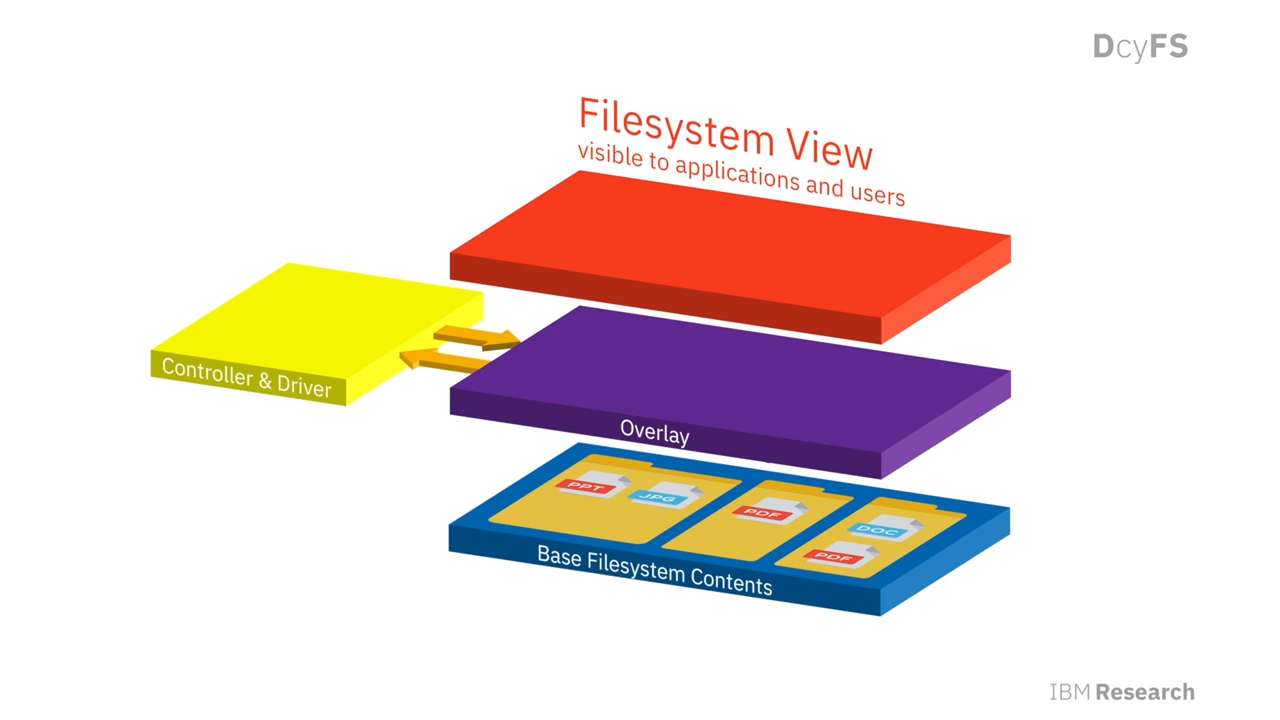 DcyFS
Filesystem View
visible to applications and users
Controller & Driver
Overlay
PPT
JPG
PDF
DOC
PDF
Base Filesystem Contents
IBM Research